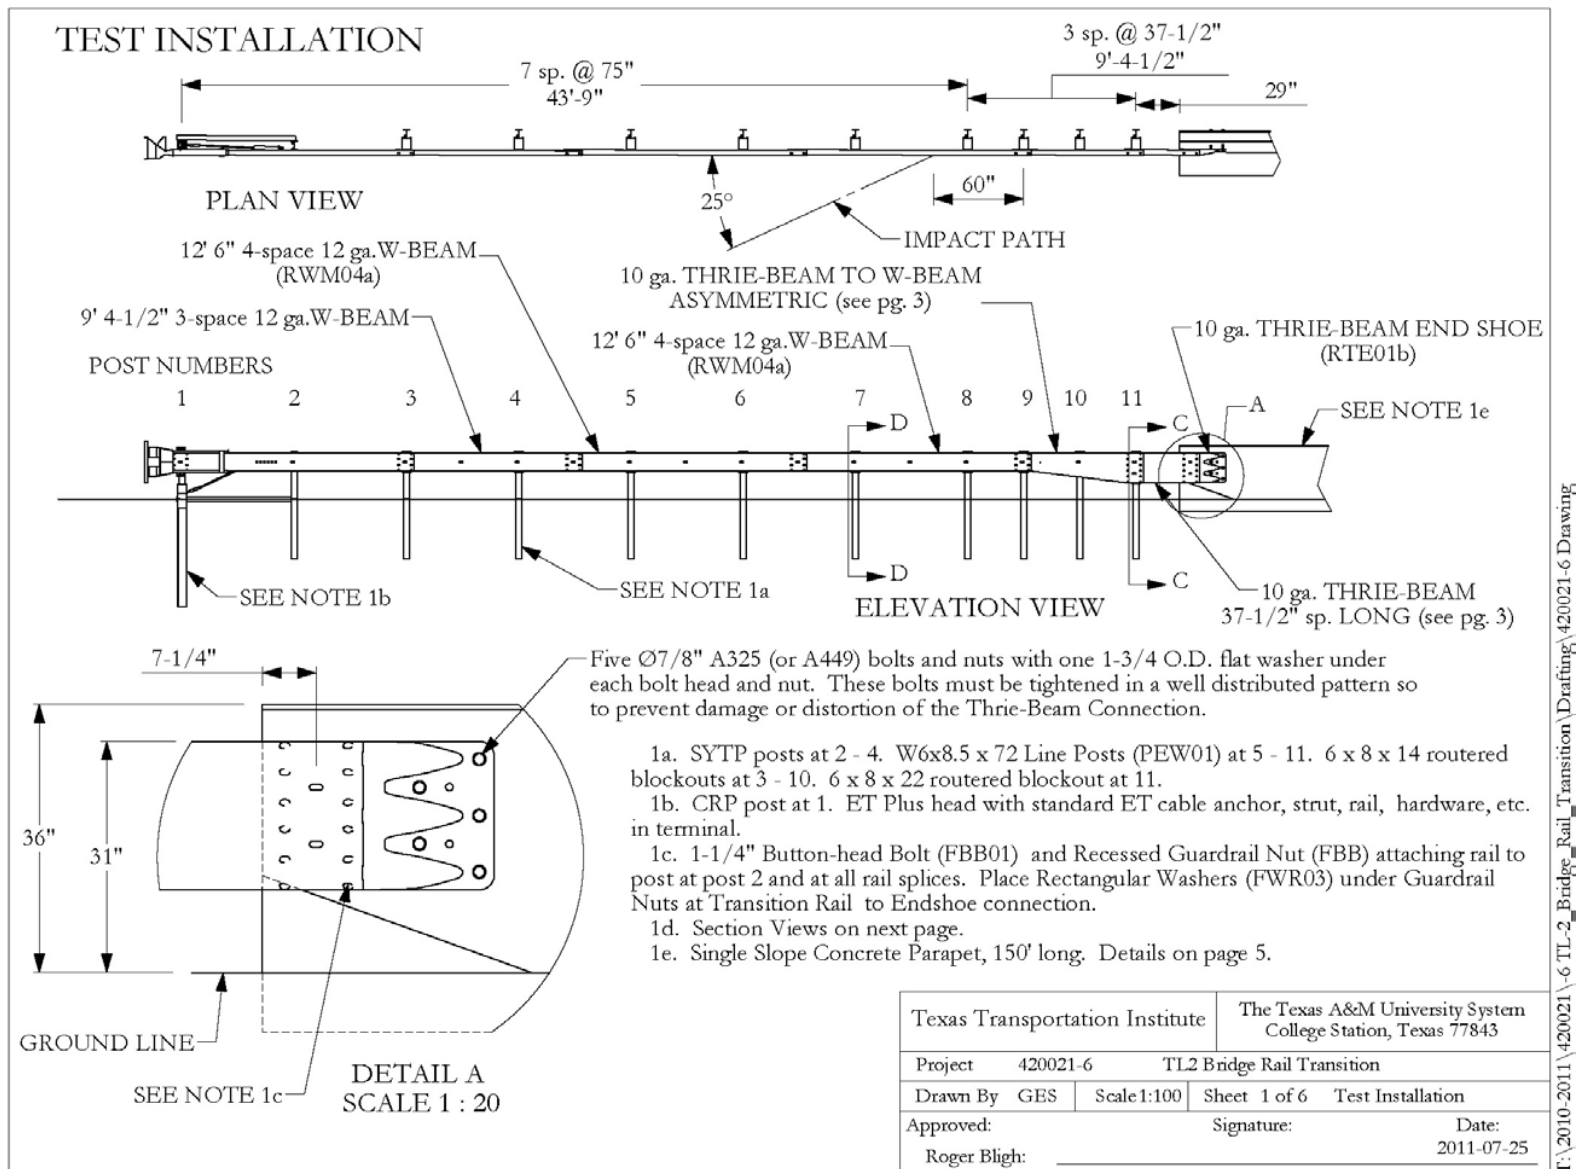 TEST INSTALLATION
3 sp. @ 37-1/2"
9'-4-1/2"
7 sp. @ 75"
43'-9"
29"
PLAN VIEW
25°
60"
IMPACT PATH
12' 6" 4-space 12 ga.W-BEAM
(RWM04a)
10 ga. THRIE-BEAM TO W-BEAM
ASYMMETRIC (see pg. 3)
9' 4-1/2" 3-space 12 ga.W-BEAM
12' 6" 4-space 12 ga.W-BEAM
(RWM04a)
10 ga. THRIE-BEAM END SHOE
(RTE01b)
POST NUMBERS
1 2 3 4 5 6 7 8 9 10 11
A
SEE NOTE 1e
D
C
D
C
SEE NOTE 1b
SEE NOTE 1a
ELEVATION VIEW
10 ga. THRIE-BEAM
37-1/2" sp. LONG (see pg. 3)
7-1/4"
36"
31"
GROUND LINE
SEE NOTE 1c
DETAIL A
SCALE 1 : 20
Five Ø7/8" A325 (or A449) bolts and nuts with one 1-3/4 O.D. flat washer under
each bolt head and nut. These bolts must be tightened in a well distributed pattern so
to prevent damage or distortion of the Thrie-Beam Connection.
1a. SYTP posts at 2 - 4. W6x8.5 x 72 Line Posts (PEW01) at 5 - 11. 6 x 8 x 14 routered
blockouts at 3 - 10. 6 x 8 x 22 routered blockout at 11.
1b. CRP post at 1. ET Plus head with standard ET cable anchor, strut, rail, hardware, etc.
in terminal.
1c. 1-1/4" Button-head Bolt (FBB01) and Recessed Guardrail Nut (FBB) attaching rail to
post at post 2 and at all rail splices. Place Rectangular Washers (FWR03) under Guardrail
Nuts at Transition Rail to Endshoe connection.
1d. Section Views on next page.
1e. Single Slope Concrete Parapet, 150' long. Details on page 5.
Texas Transportation Institute
The Texas A&M University System
College Station, Texas 77843
Project 420021-6 TL2 Bridge Rail Transition
Drawn By GES Scale 1:100 Sheet 1 of 6 Test Installation
Approved: Signature: Date:
Roger Bligh: 2011-07-25
T:\2010-2011\420021\-6 TL-2_Bridge_Rail_Transition\Drafting\420021-6 Drawing